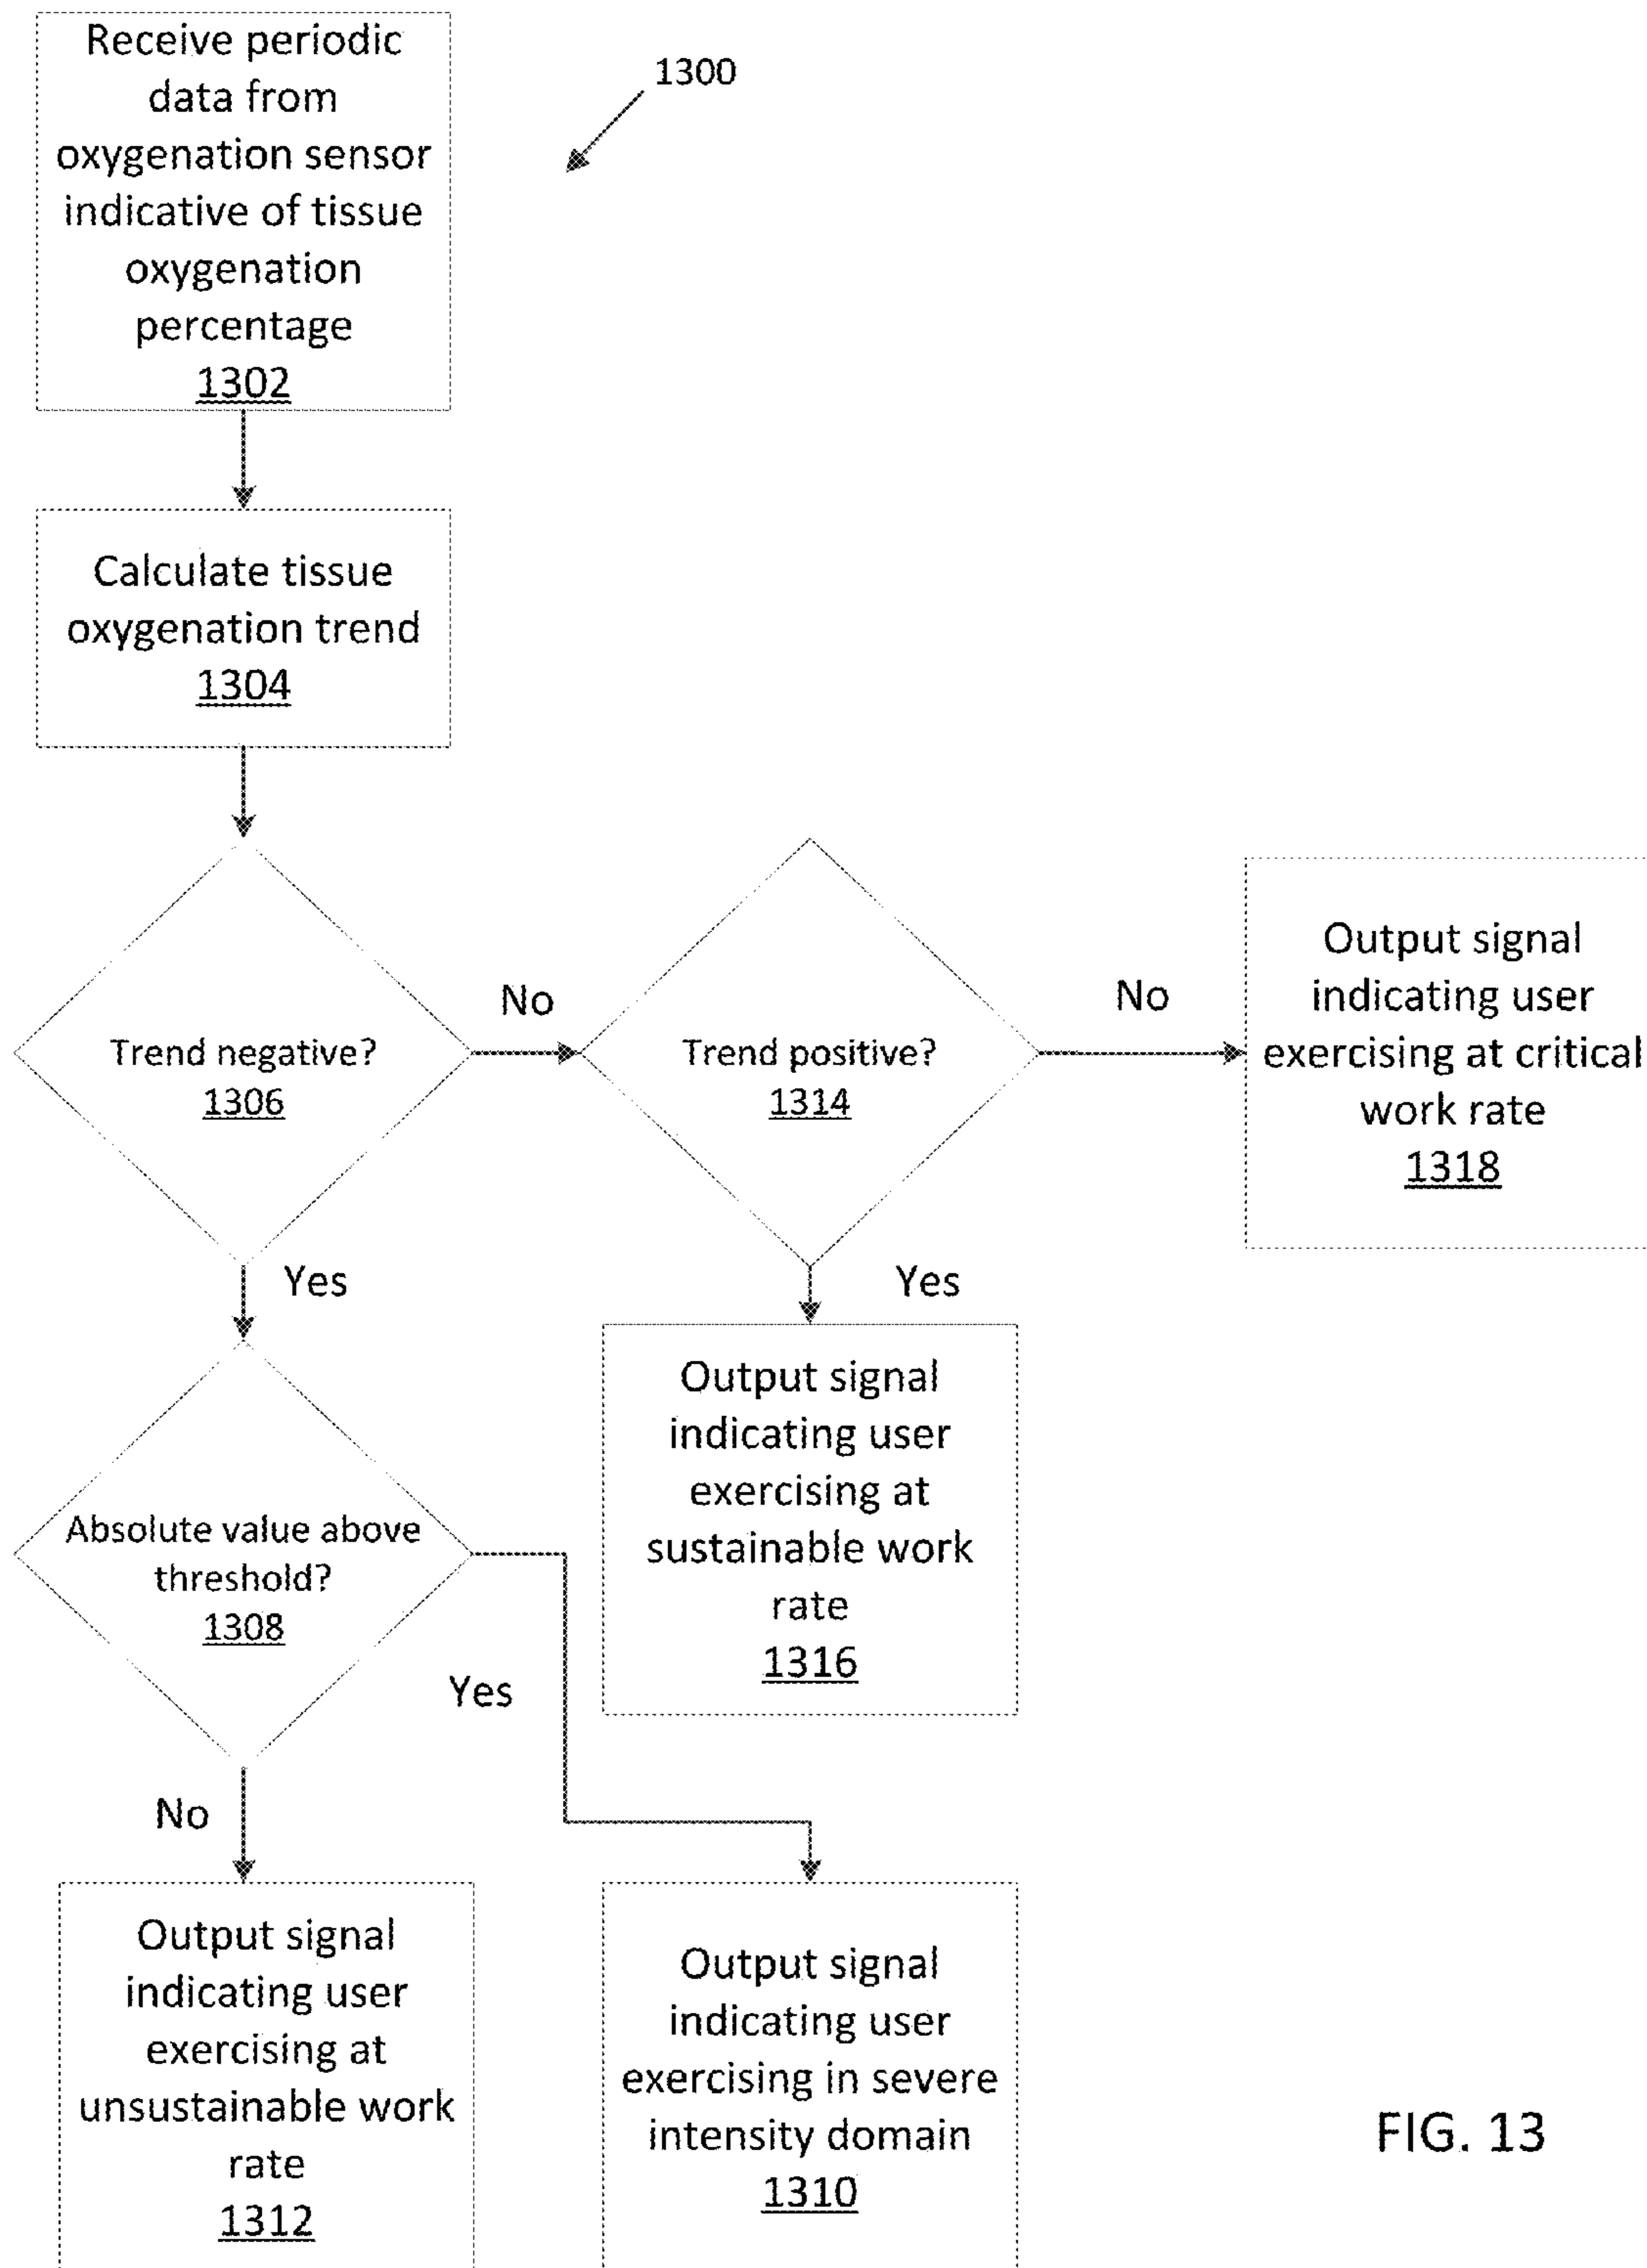 Receive periodic
data from
oxygenation sensor
indicative of tissue
oxygenation
percentage
1302
1300
Calculate tissue
oxygenation trend
1304
Trend negative?
1306
No
Trend positive?
1314
No
Output signal
indicating user
exercising at critical
work rate
1318
Yes
Yes
Absolute value above
threshold?
1308
Output signal
indicating user
exercising at
sustainable work
rate
1316
Yes
No
Output signal
indicating user
exercising at
unsustainable work
rate
1312
Output signal
indicating user
exercising in severe
intensity domain
1310
FIG. 13